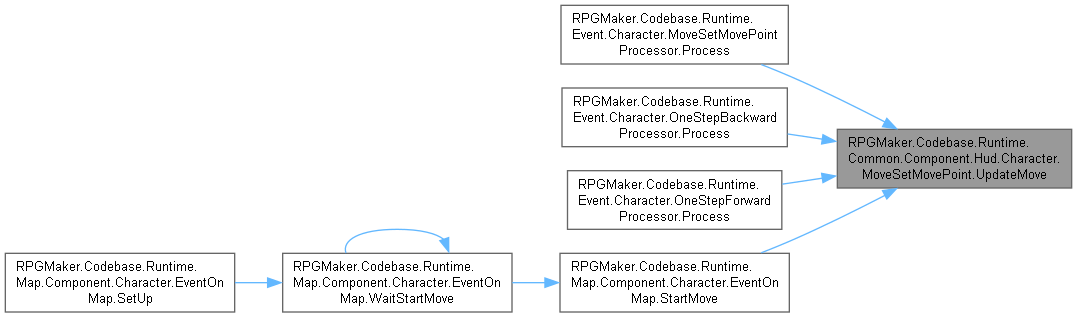 RPGMaker.Codebase.Runtime.
Event.Character.MoveSetMovePoint
Processor.Process
RPGMaker.Codebase.Runtime.
Event.Character.OneStepBackward
Processor.Process
RPGMaker.Codebase.Runtime.
Common.Component.Hud.Character.
MoveSetMovePoint.UpdateMove
RPGMaker.Codebase.Runtime.
Event.Character.OneStepForward
Processor.Process
RPGMaker.Codebase.Runtime.
Map.Component.Character.EventOn
Map.SetUp
RPGMaker.Codebase.Runtime.
Map.Component.Character.EventOn
Map.WaitStartMove
RPGMaker.Codebase.Runtime.
Map.Component.Character.EventOn
Map.StartMove